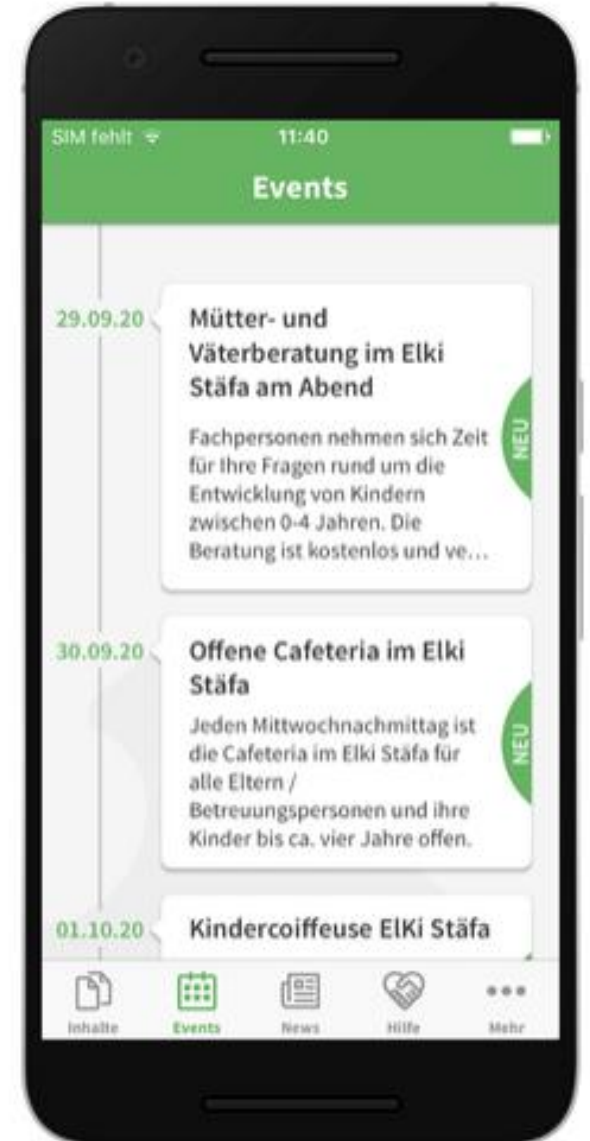 SIM fehlt
11:40
Events
29.09.20
Mütter- und
Väterberatung im Elki
Stäfa am Abend
Fachpersonen nehmen sich Zeit
für Ihre Fragen rund um die
Entwicklung von Kindern
zwischen 0-4 Jahren. Die
Beratung ist kostenlos und ve...
NEU
30.09.20
Offene Cafeteria im Elki
Stäfa
Jeden Mittwochnachmittag ist
die Cafeteria im Elki Stäfa für
alle Eltern /
Betreuungspersonen und ihre
Kinder bis ca. vier Jahre offen.
NEU
01.10.20
Kindercoiffeuse ElKi Stäfa
Inhalte
Events
News
Hilfe
Mehr